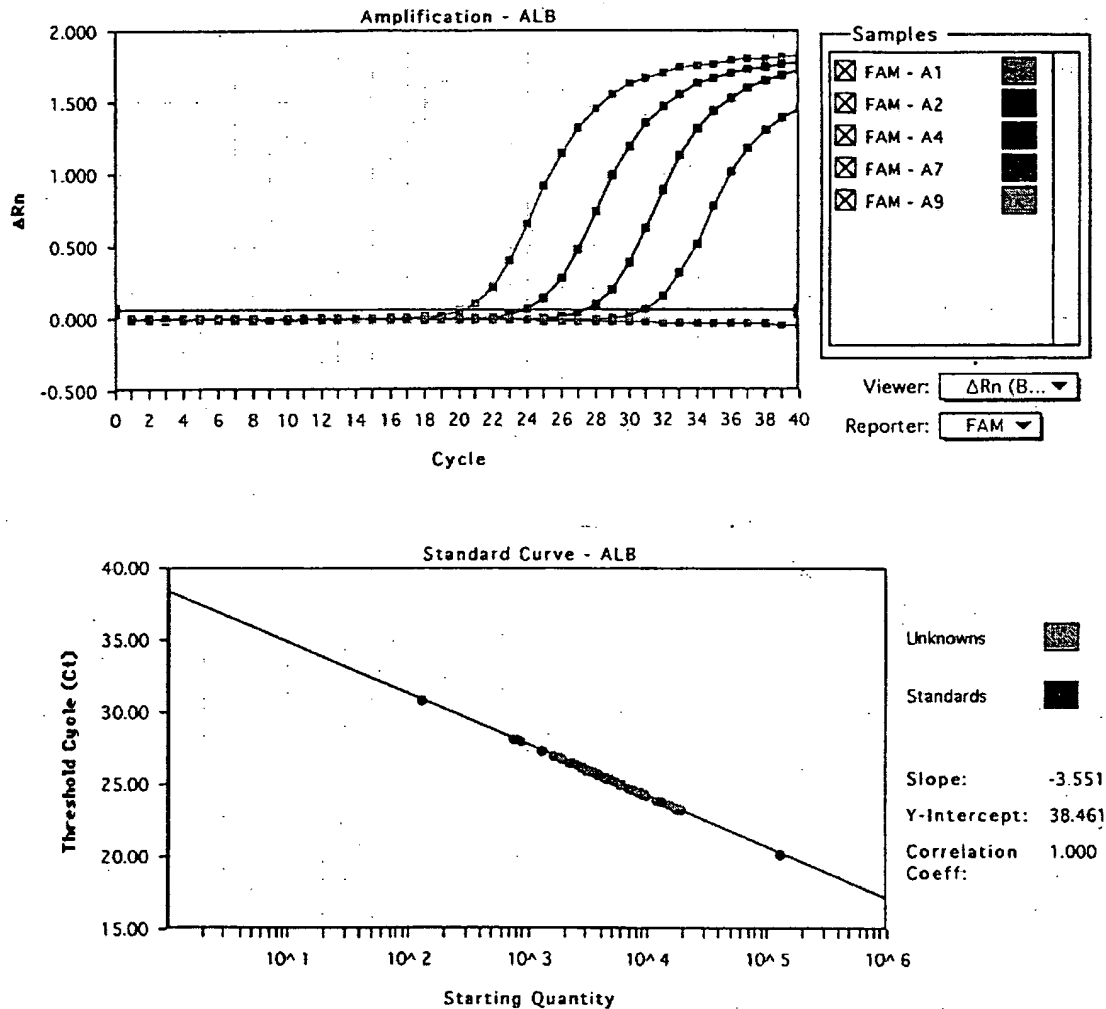 Amplification - ALB
2.000
1.500
1.000
0.500
0.000
-0.500
ΔRn
0 2 4 6 8 10 12 14 16 18 20 22 24 26 28 30 32 34 36 38 40
Cycle
Samples
FAM - A1
FAM - A2
FAM - A4
FAM - A7
FAM - A9
Viewer: ΔRn (B...
Reporter: FAM
Standard Curve - ALB
40.00
35.00
30.00
25.00
20.00
15.00
Threshold Cycle (Ct)
10^1 10^2 10^3 10^4 10^5 10^6
Starting Quantity
Unknowns
Standards
Slope: -3.551
Y-Intercept: 38.461
Correlation 1.000
Coeff: